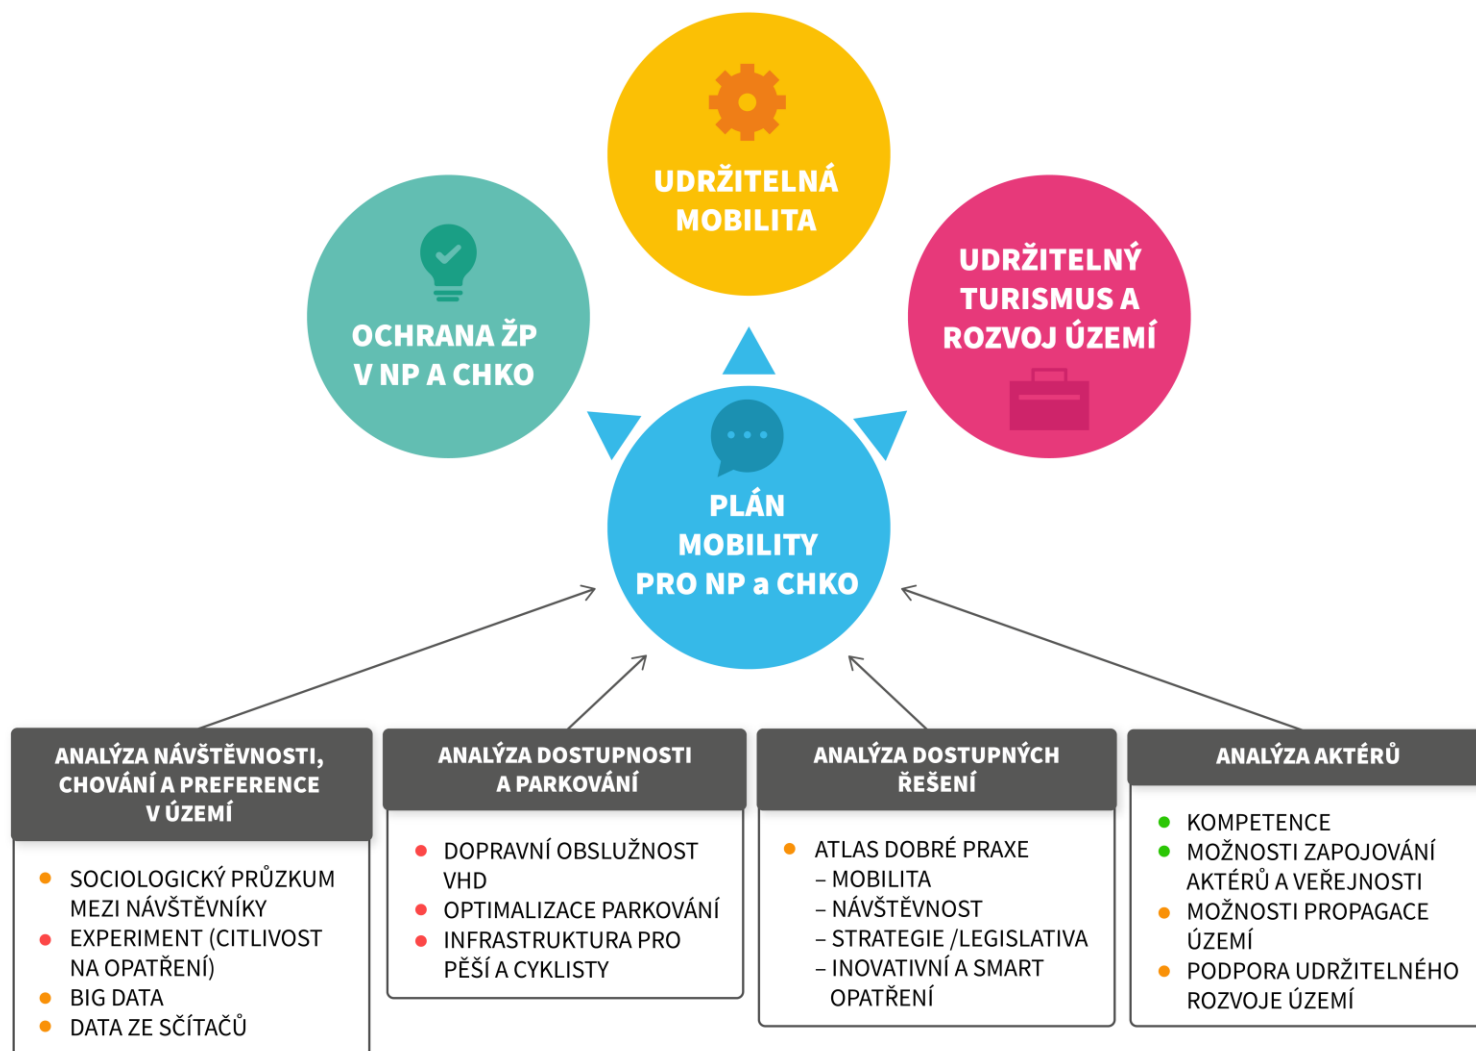 UDRŽITELNÁ
MOBILITA
OCHRANA ŽP
V NP A CHKO
UDRŽITELNÝ
TURISMUS A
ROZVOJ ÚZEMÍ
PLÁN
MOBILITY
PRO NP a CHKO
ANALÝZA NÁVŠTĚVNOSTI,
CHOVÁNÍ A PREFERENCE
V ÚZEMÍ
SOCIOLOGICKÝ PRŮZKUM
MEZI NÁVŠTĚVNÍKY
EXPERIMENT (CITLIVOST
NA OPATŘENÍ)
BIG DATA
DATA ZE SČÍTAČŮ
ANALÝZA DOSTUPNOSTI
A PARKOVÁNÍ
DOPRAVNÍ OBSLUŽNOST
VHD
OPTIMALIZACE PARKOVÁNÍ
INFRASTRUKTURA PRO
PĚŠÍ A CYKLISTY
ANALÝZA DOSTUPNÝCH
ŘEŠENÍ
ATLAS DOBRÉ PRAXE
– MOBILITA
– NÁVŠTĚVNOST
– STRATEGIE /LEGISLATIVA
– INOVATIVNÍ A SMART
OPATŘENÍ
ANALÝZA AKTÉRŮ
KOMPETENCE
MOŽNOSTI ZAPOJOVÁNÍ
AKTÉRŮ A VEŘEJNOSTI
MOŽNOSTI PROPAGACE
ÚZEMÍ
PODPORA UDRŽITELNÉHO
ROZVOJE ÚZEMÍ